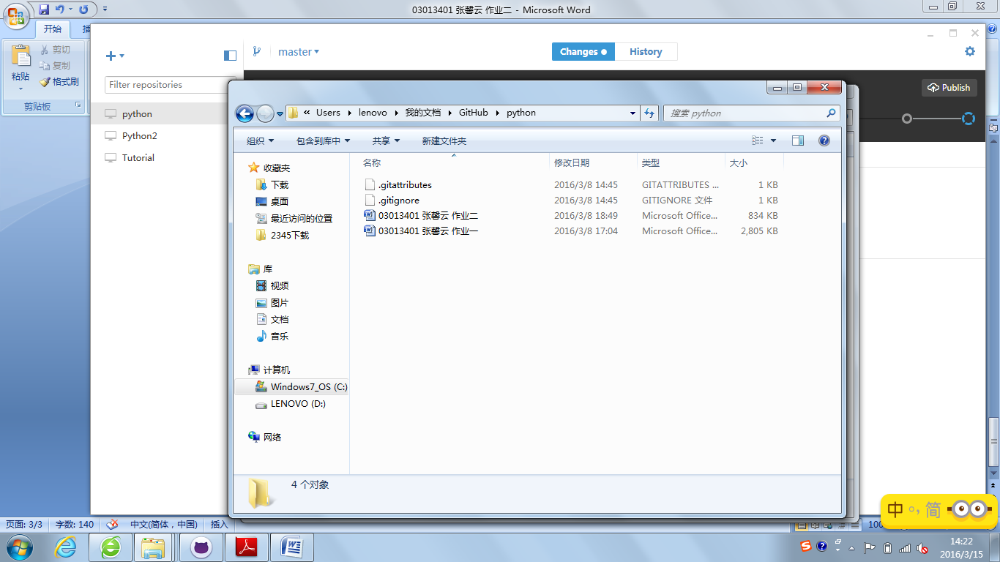 03013401 张馨云 作业二 - Microsoft Word
开始
插
粘贴
剪切
复制
格式刷
剪贴板
master
Changes
History
Filter repositories
Publish
python
Python2
Tutorial
« Users lenovo 我的文档 GitHub python
搜索 python
组织 包含到库中 共享 新建文件夹
名称 修改日期 类型 大小
.gitattributes 2016/3/8 14:45 GITATTRIBUTES ... 1 KB
.gitignore 2016/3/8 14:45 GITIGNORE 文件 1 KB
03013401 张馨云 作业二 2016/3/8 18:49 Microsoft Office... 834 KB
03013401 张馨云 作业一 2016/3/8 17:04 Microsoft Office... 2,805 KB
收藏夹
下载
桌面
最近访问的位置
2345下载
库
视频
图片
文档
音乐
计算机
Windows7_OS (C:)
LENOVO (D:)
网络
4 个对象
中 °, 简
页面: 3/3 字数: 140 中文(简体，中国) 插入
100
14:22
2016/3/15